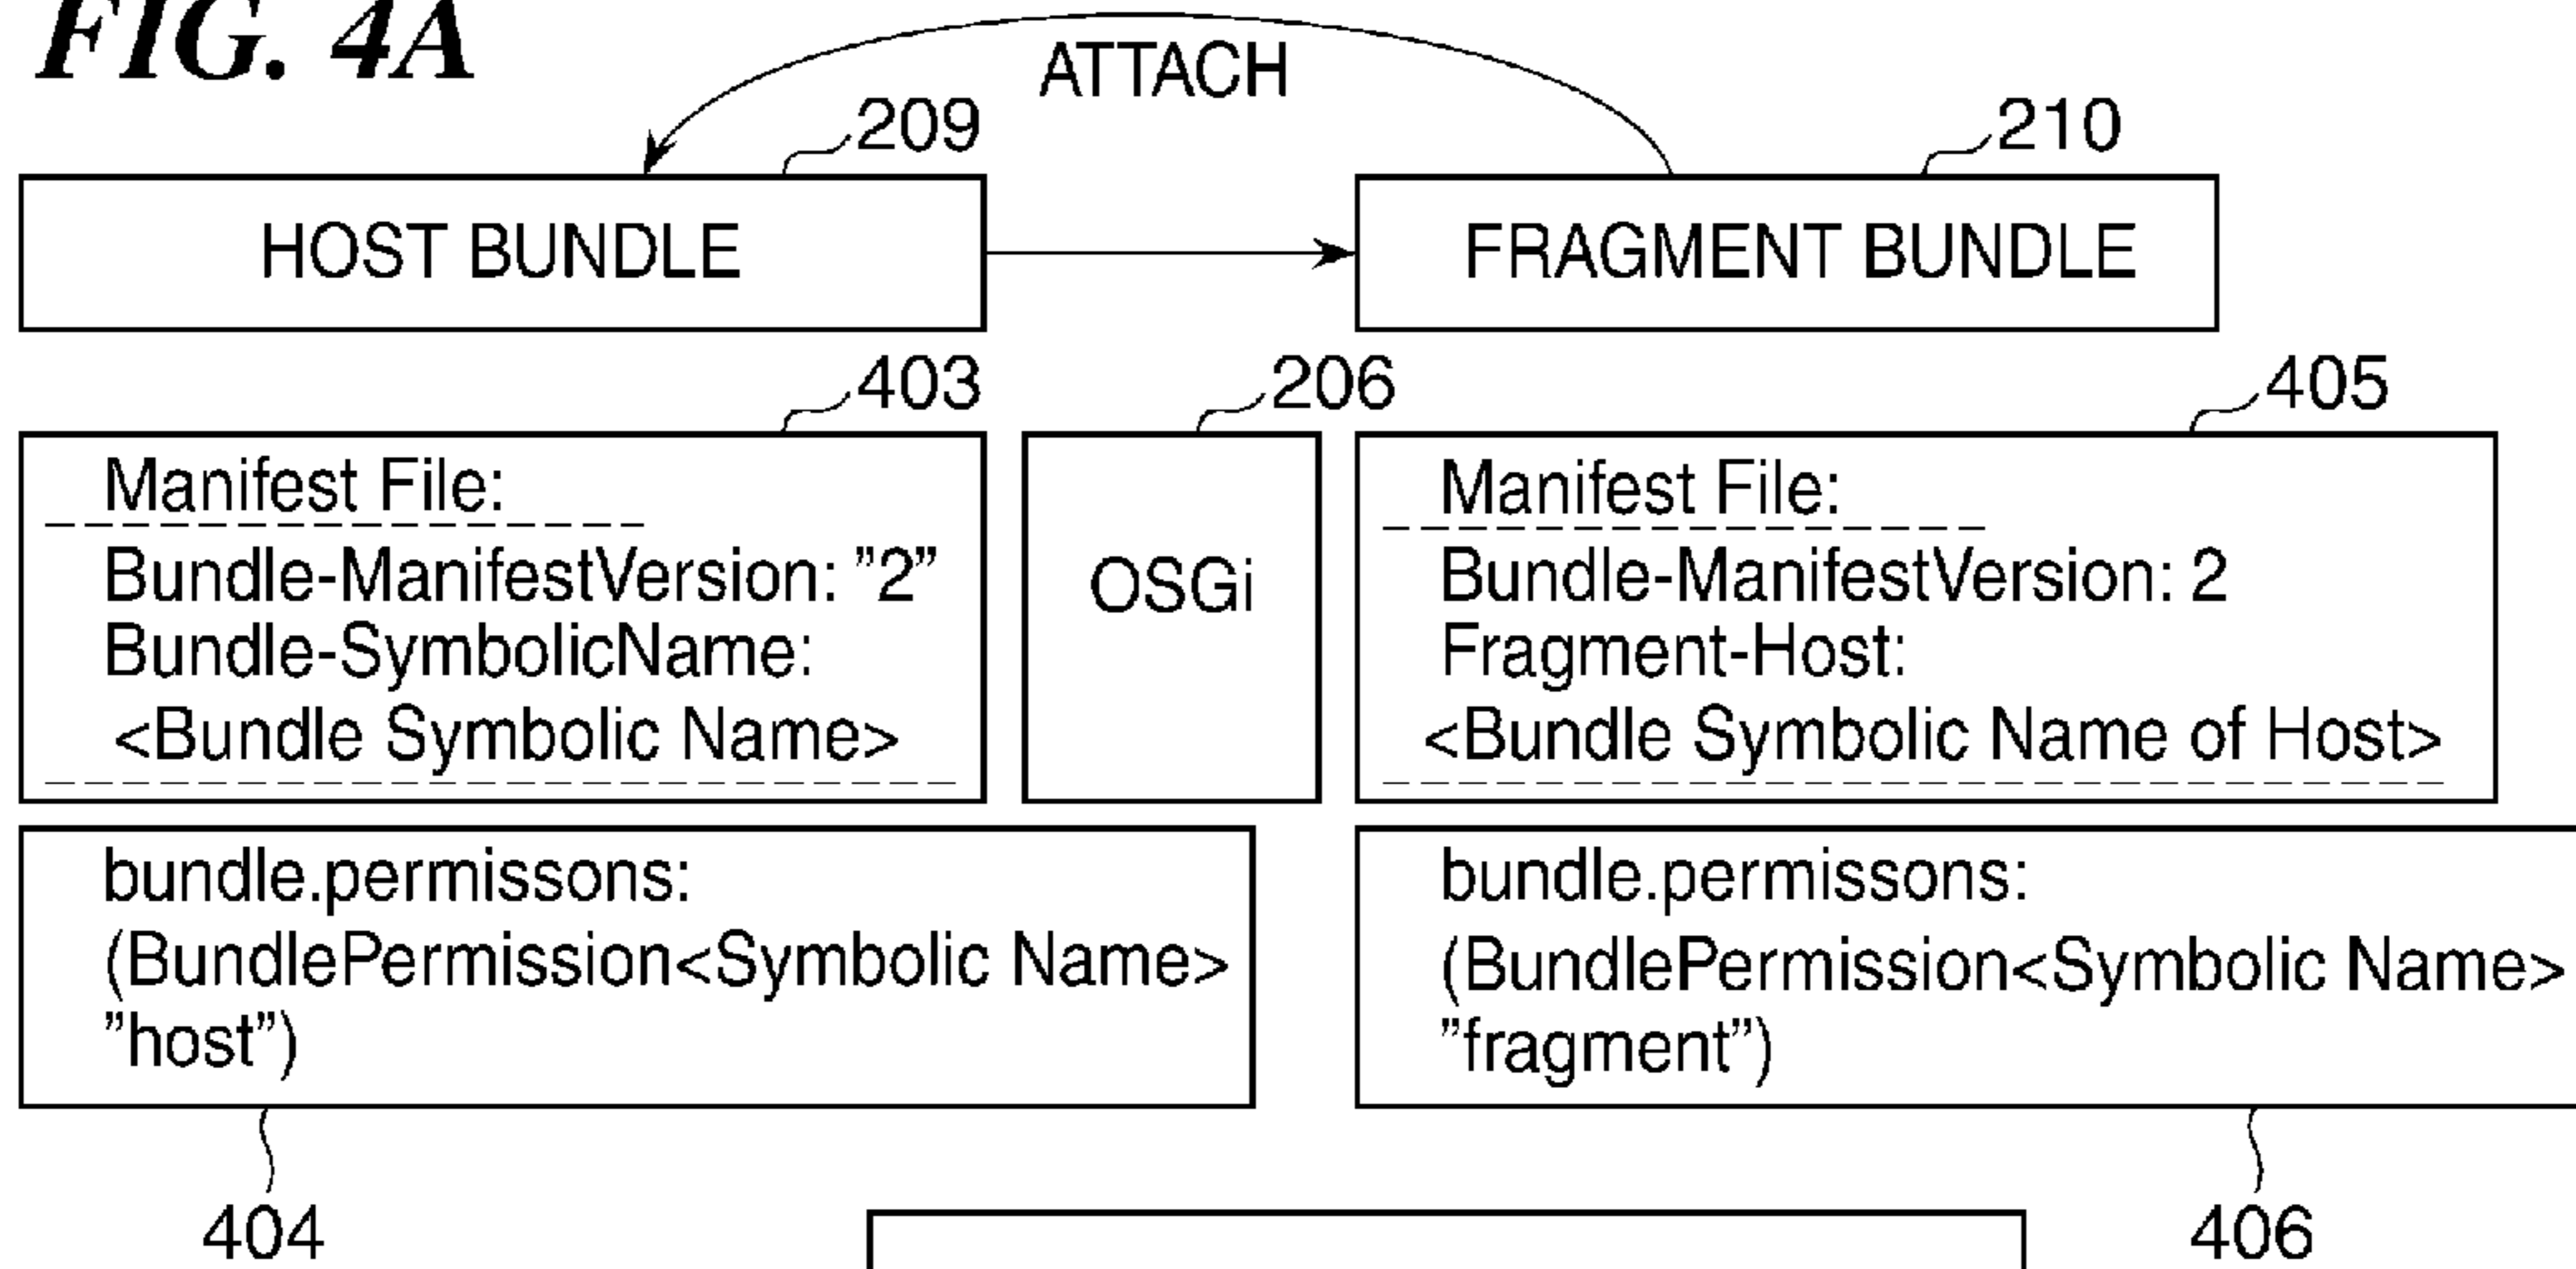 FIG. 4A
ATTACH
209
210
HOST BUNDLE
FRAGMENT BUNDLE
403
206
405
Manifest File:
Bundle-ManifestVersion: ”2”
Bundle-SymbolicName:
<Bundle Symbolic Name>
OSGi
Manifest File:
Bundle-ManifestVersion: 2
Fragment-Host:
<Bundle Symbolic Name of Host>
bundle.permissons:
(BundlePermission<Symbolic Name>
”host”)
bundle.permissons:
(BundlePermission<Symbolic Name>
”fragment”)
404
406